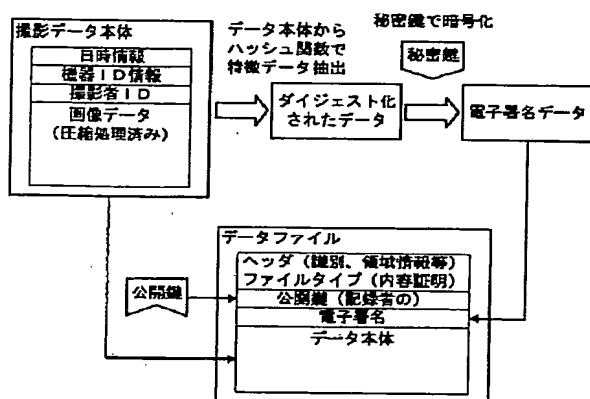 撮影データ本体
日時情報
機器ID情報
撮影者ID
画像データ
(圧縮処理済み)
データ本体から
ハッシュ関数で
特徴データ抽出
ダイジェスト化
されたデータ
秘密鍵で暗号化
秘密鍵
電子署名データ
データファイル
ヘッダ(識別、領域情報等)
ファイルタイプ(内容証明)
公開鍵(記録者の)
電子署名
データ本体
公開鍵